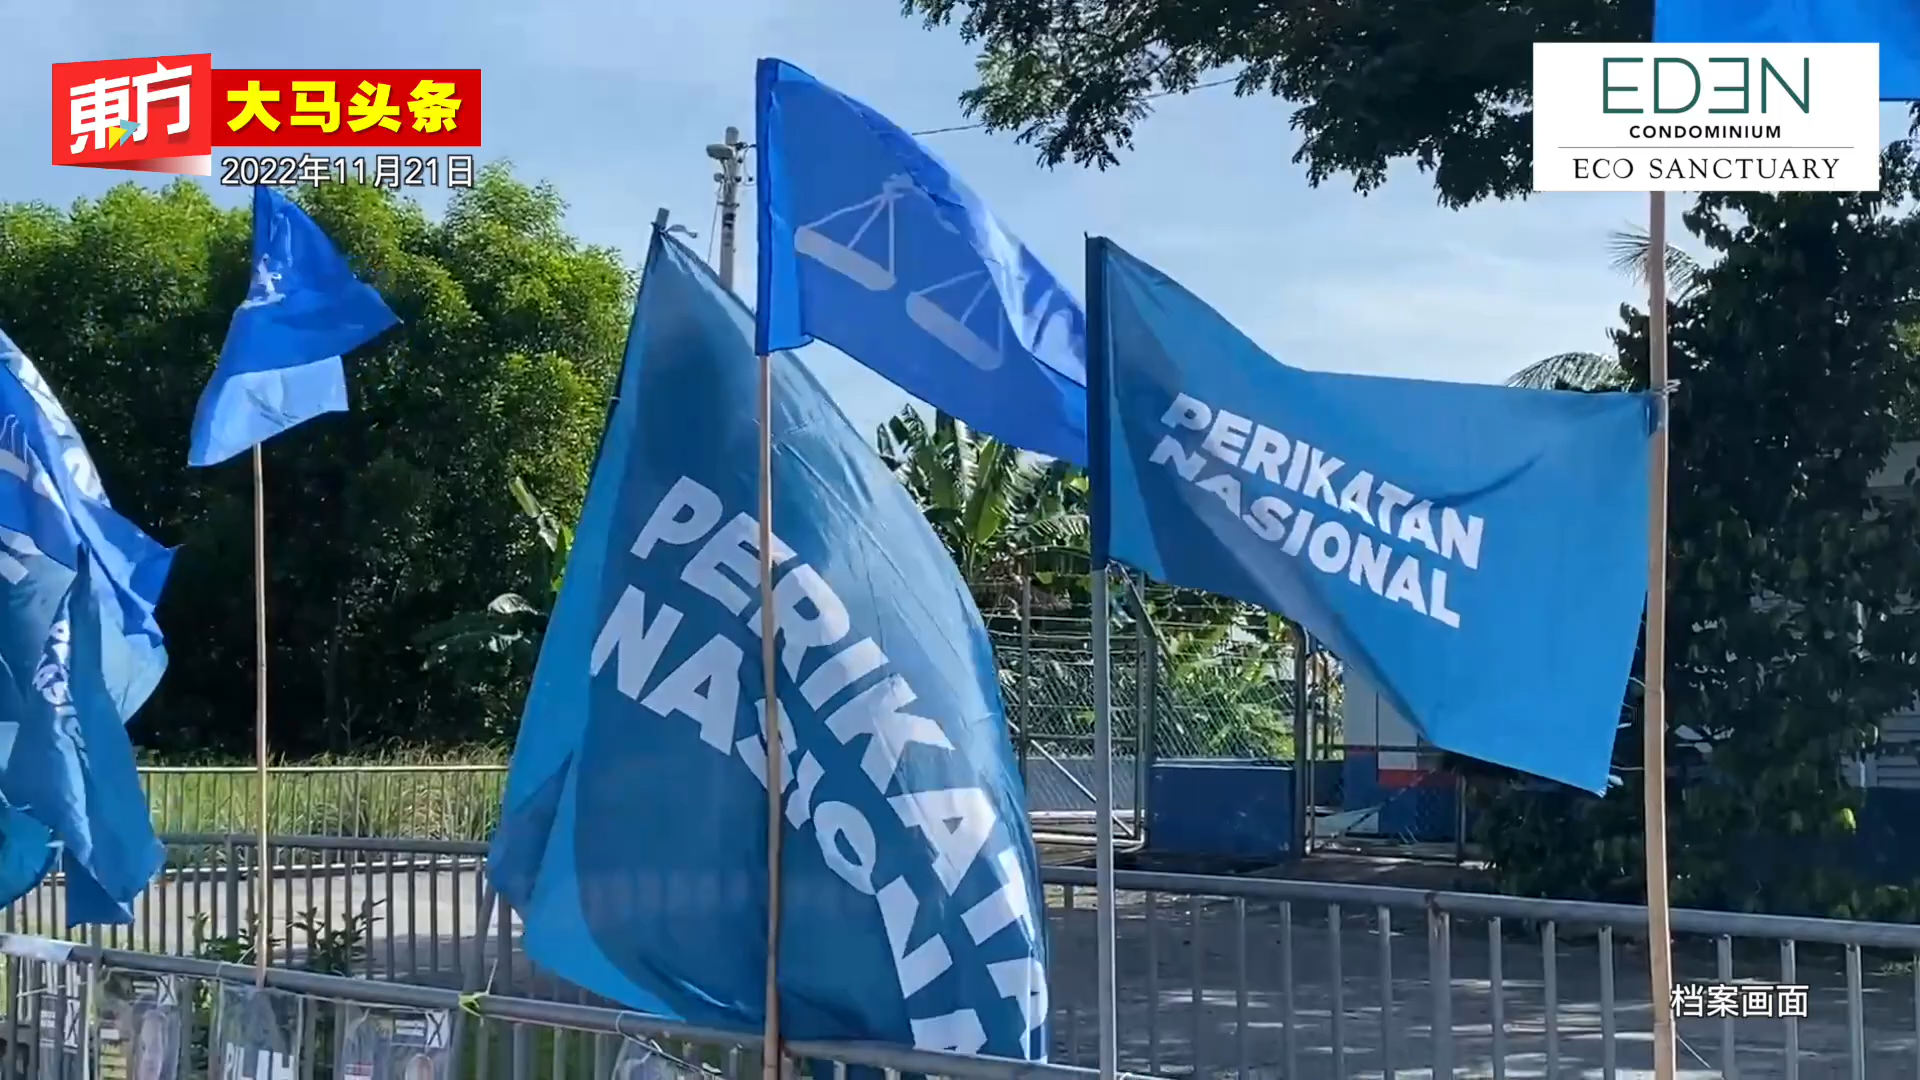 東方
大马头条
2022年11月21日
EDEN
CONDOMINIUM
ECO SANCTUARY
PERIKATAN
NASIONAL
PERIKATAN
NASIONAL
档案画面